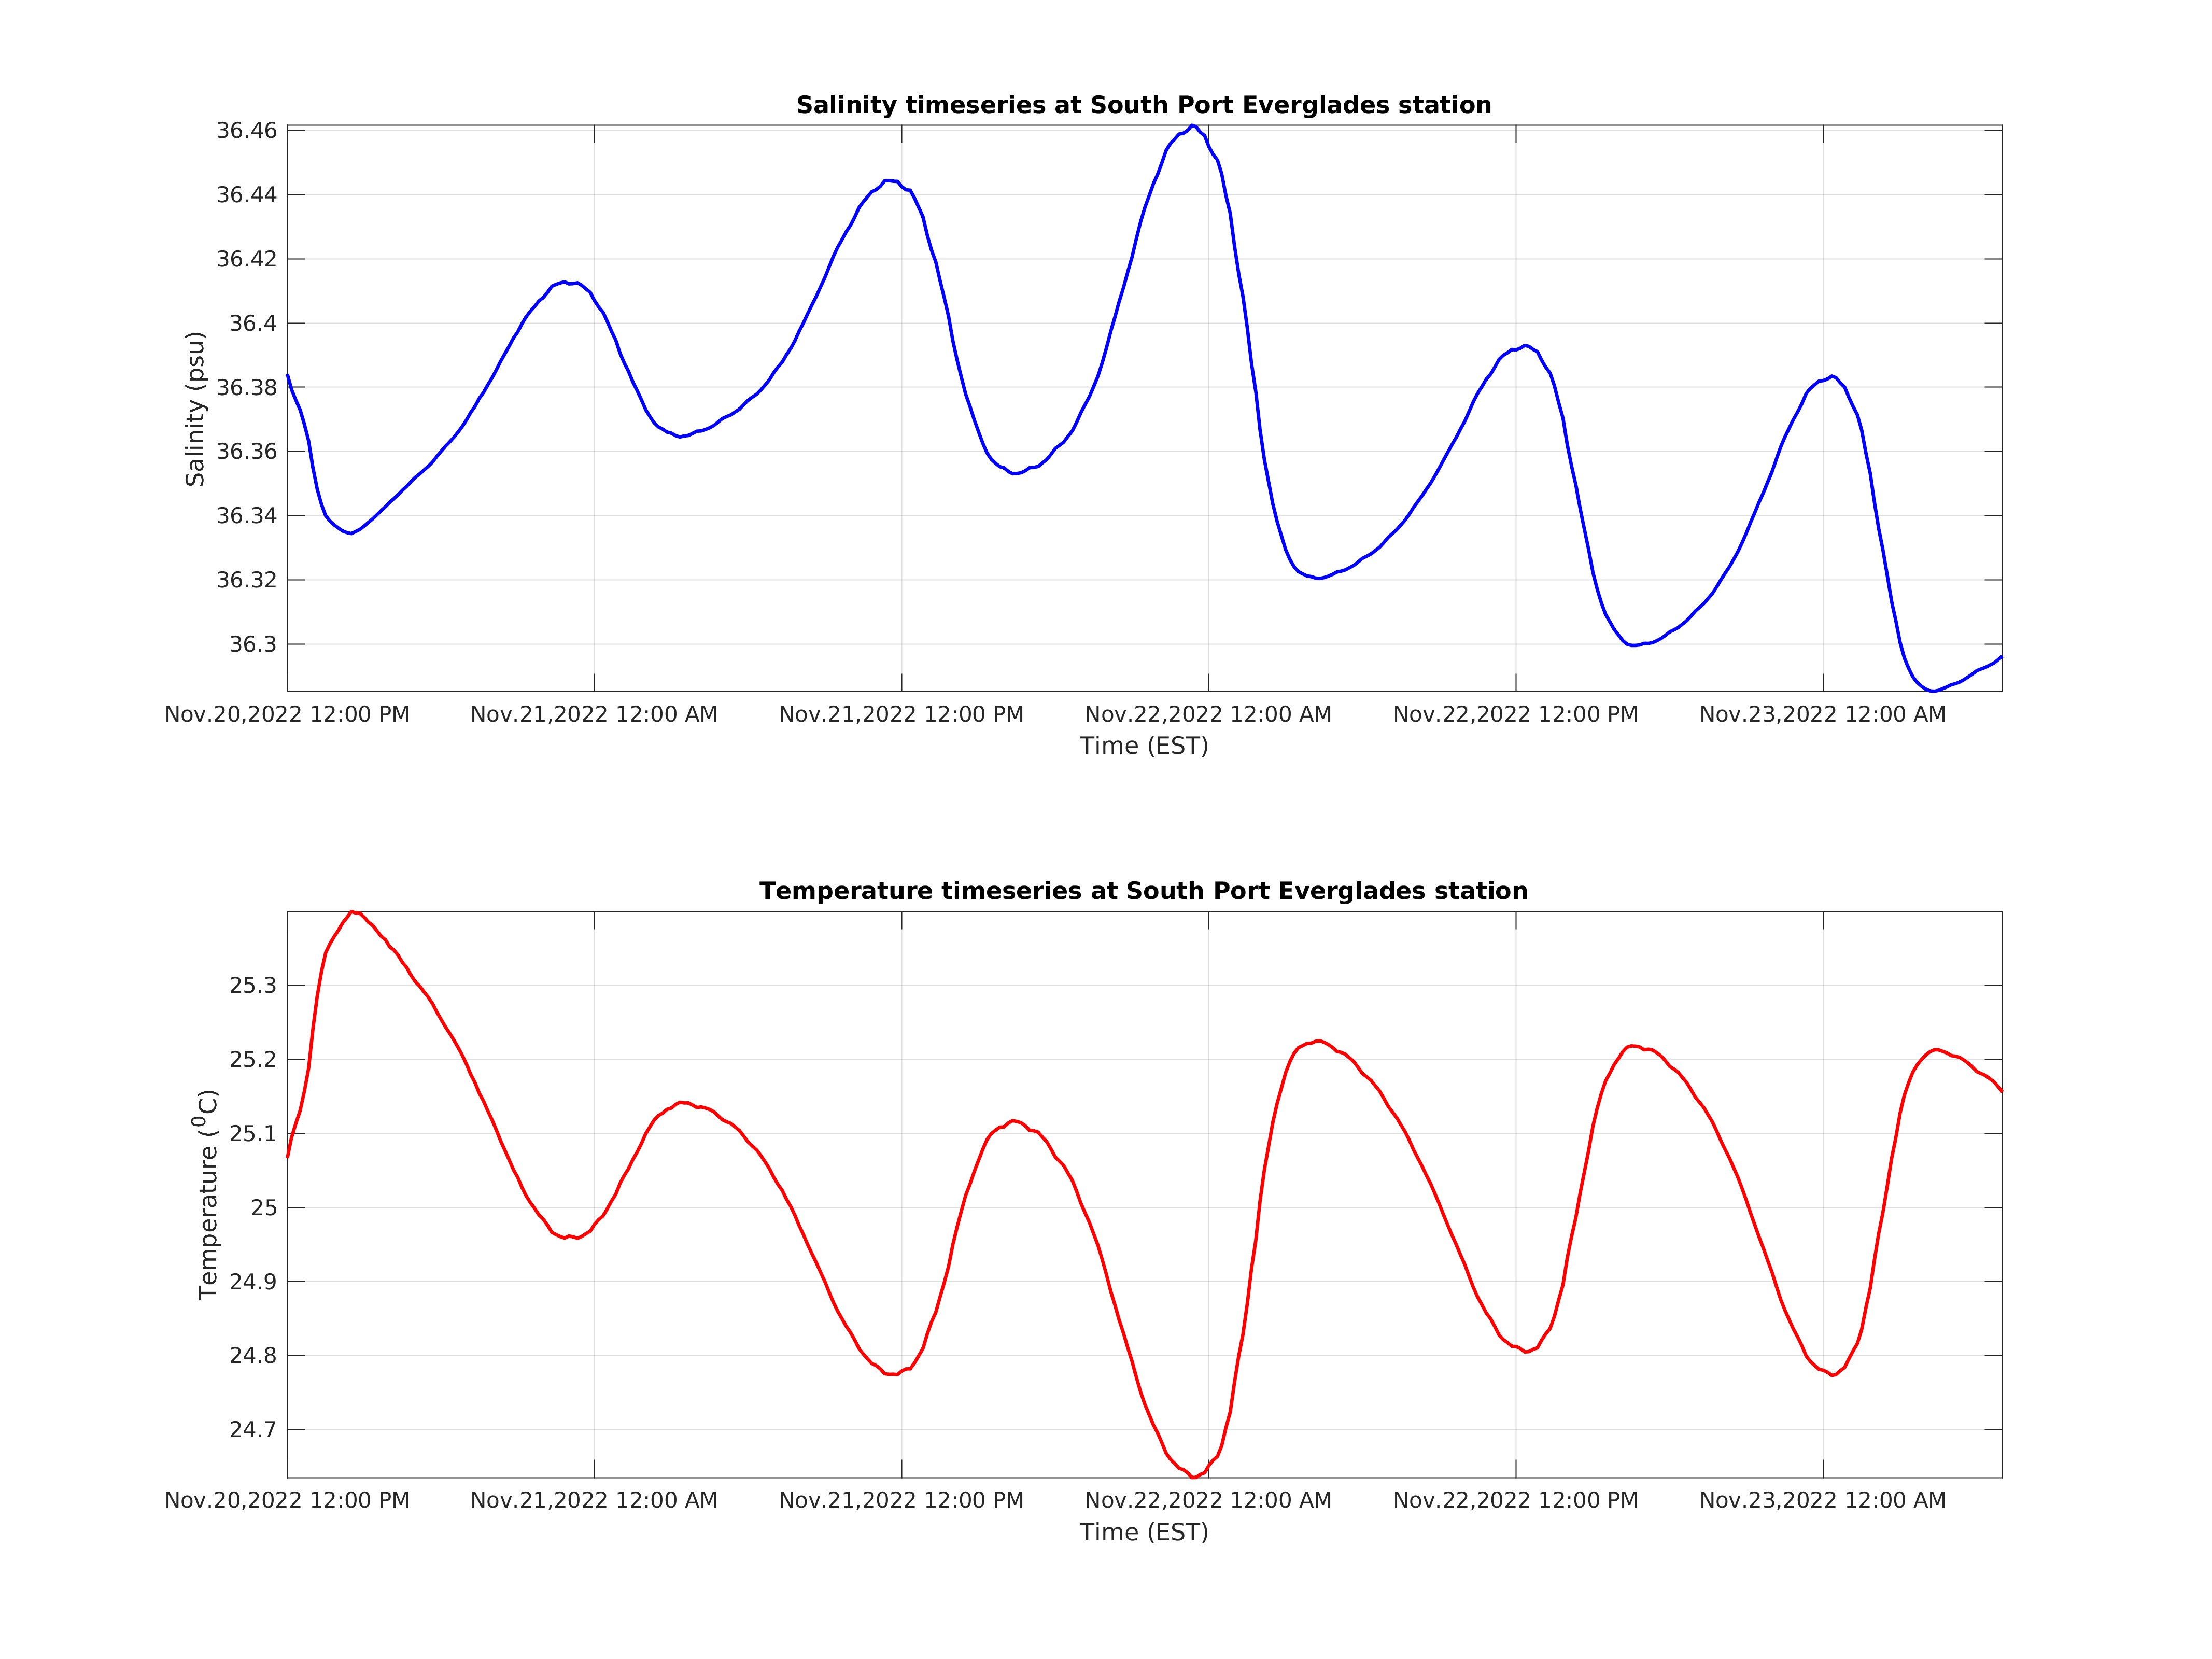 Salinity timeseries at South Port Everglades station
36.46
36.44
36.42
36.4
36.38
36.36
36.34
36.32
36.3
Salinity (psu)
Nov.20,2022 12:00 PM Nov.21,2022 12:00 AM Nov.21,2022 12:00 PM Nov.22,2022 12:00 AM Nov.22,2022 12:00 PM Nov.23,2022 12:00 AM
Time (EST)
Temperature timeseries at South Port Everglades station
25.3
25.2
25.1
25
24.9
24.8
24.7
Temperature (⁰C)
Nov.20,2022 12:00 PM Nov.21,2022 12:00 AM Nov.21,2022 12:00 PM Nov.22,2022 12:00 AM Nov.22,2022 12:00 PM Nov.23,2022 12:00 AM
Time (EST)